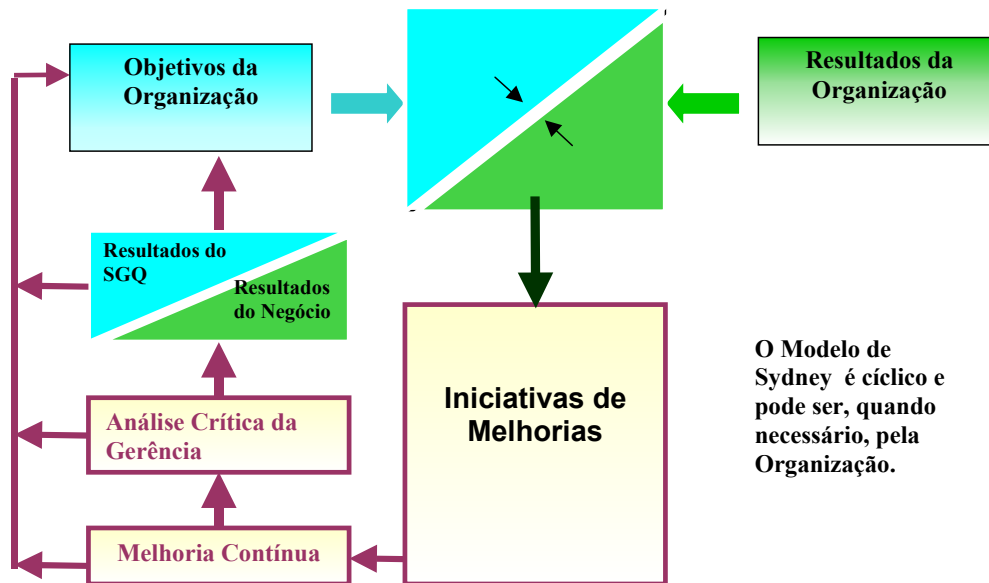 Objetivos da
Organização
Resultados da
Organização
Resultados do
SGQ
Resultados
do Negócio
Iniciativas de
Melhorias
O Modelo de
Sydney é cíclico e
pode ser, quando
necessário, pela
Organização.
Análise Crítica da
Gerência
Melhoria Contínua